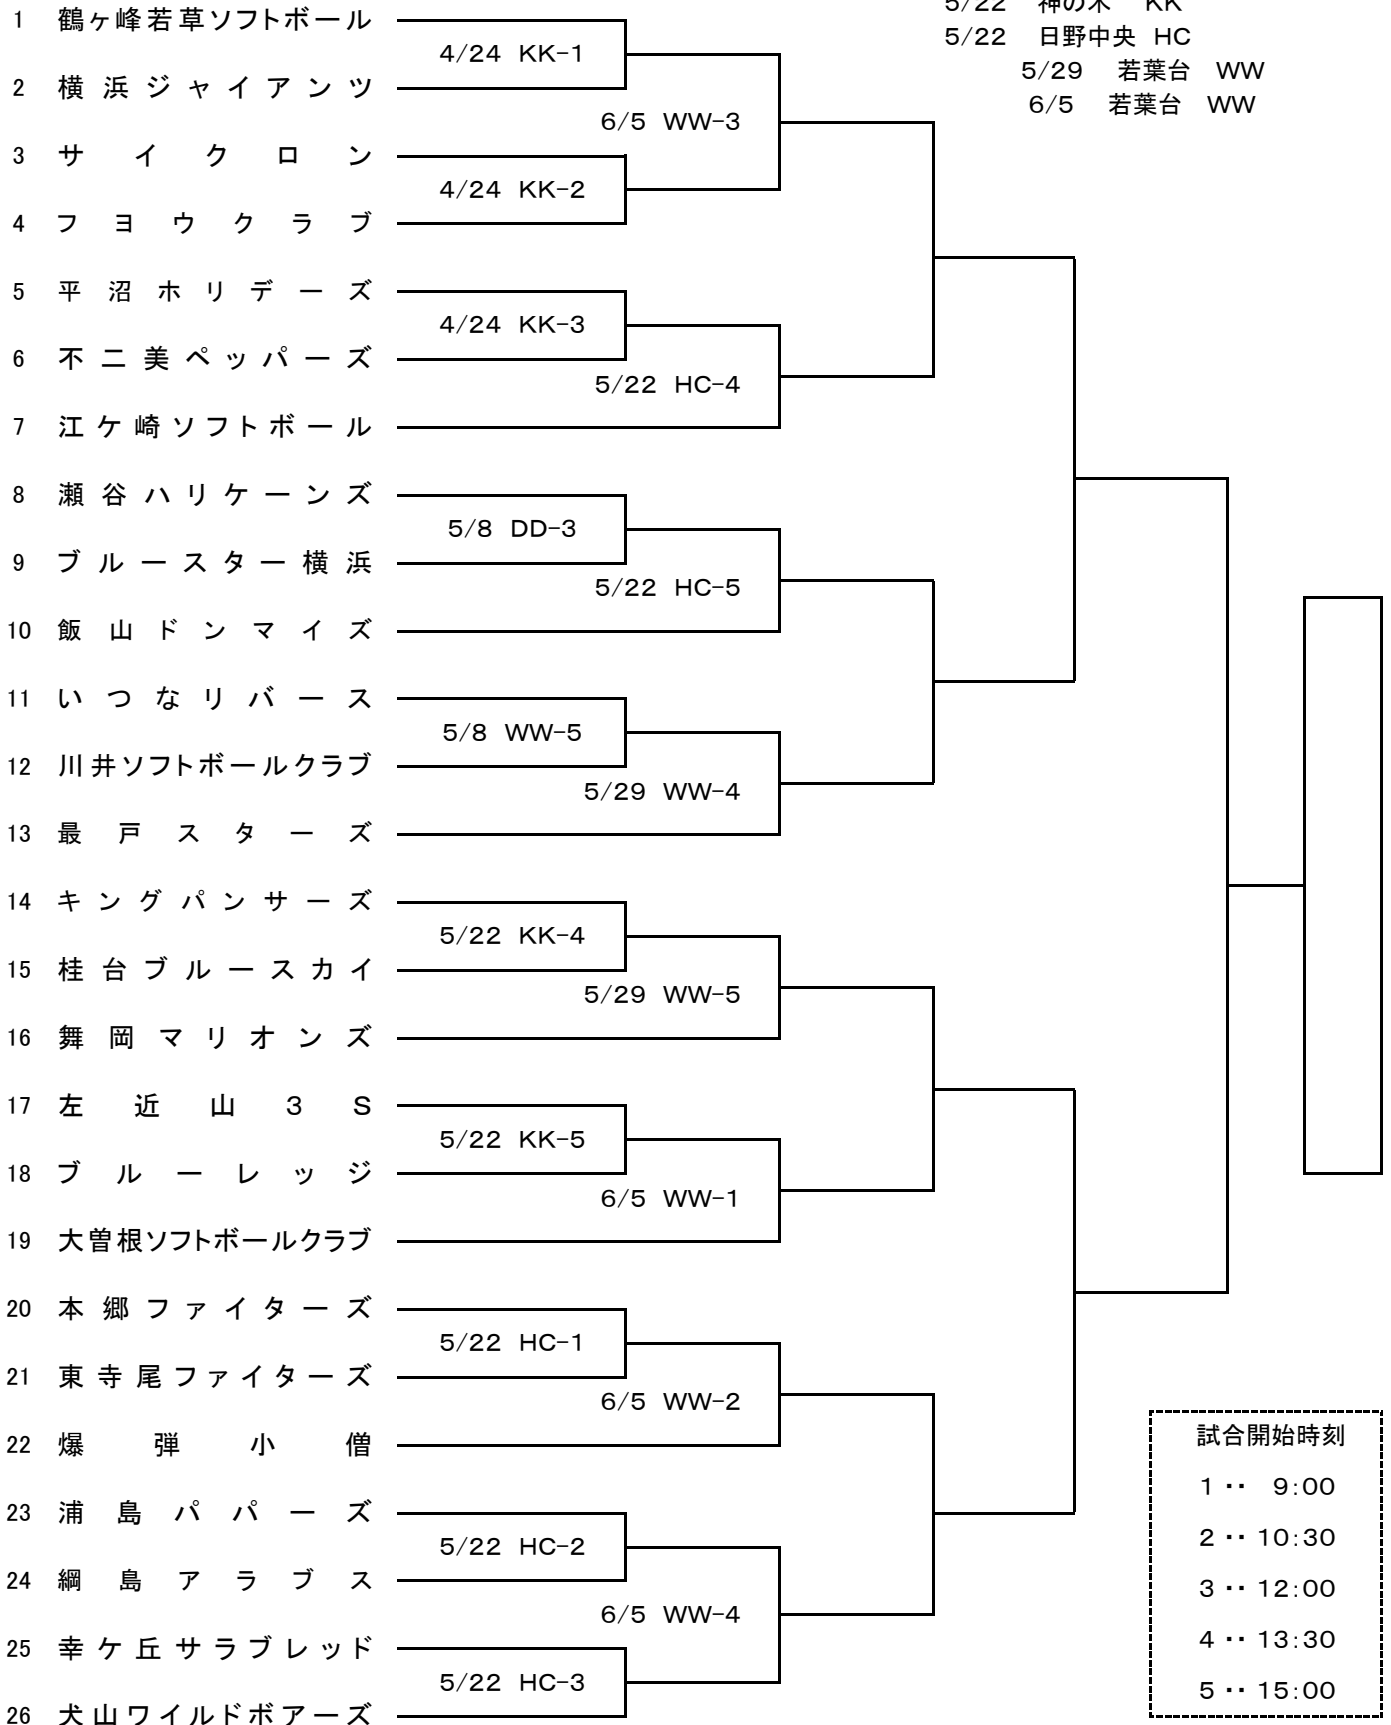 5/22 神の木 KK
1 鶴ヶ峰若草ソフトボール
4/24 KK-1
5/22 日野中央 HC
5/29 若葉台 WW
2 横浜ジャイアンツ
6/5 若葉台 WW
6/5 WW-3
3 サイクロン
4/24 KK-2
4 フヨウクラブ
5 平沼ホリデーズ
4/24 KK-3
6 不二美ペッパーズ
5/22 HC-4
7 江ケ崎ソフトボール
8 瀬谷ハリケーンズ
5/8 DD-3
9 ブルースター横浜
5/22 HC-5
10 飯山ドンマイズ
11 いつなリバース
5/8 WW-5
12 川井ソフトボールクラブ
5/29 WW-4
13 最戸スターズ
14 キングパンサーズ
5/22 KK-4
15 桂台ブルースカイ
5/29 WW-5
16 舞岡マリオンズ
17 左近山3S
5/22 KK-5
18 ブルーレッジ
6/5 WW-1
19 大曽根ソフトボールクラブ
20 本郷ファイターズ
5/22 HC-1
21 東寺尾ファイターズ
6/5 WW-2
22 爆弾小僧
23 浦島パパーズ
5/22 HC-2
24 綱島アラブス
6/5 WW-4
25 幸ケ丘サラブレッド
5/22 HC-3
26 犬山ワイルドボアーズ
試合開始時刻
1 ・・ 9:00
2 ・・ 10:30
3 ・・ 12:00
4 ・・ 13:30
5 ・・ 15:00